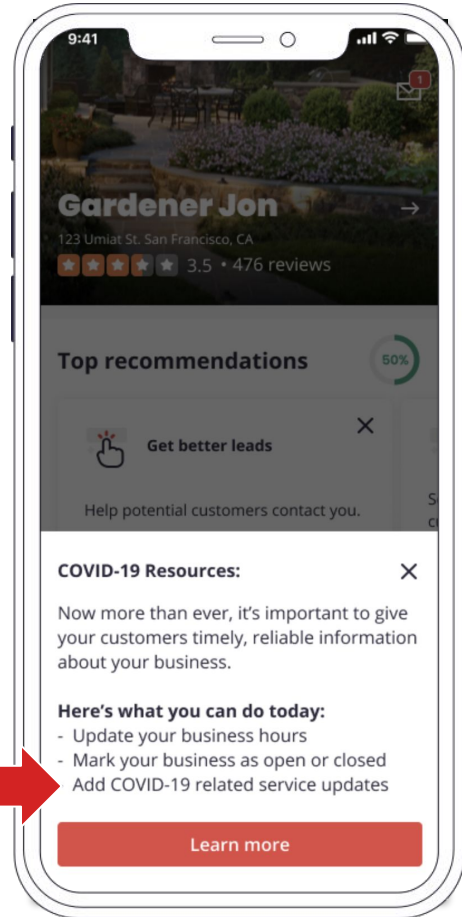 9:41
1
Gardener Jon
123 Umiat St. San Francisco, CA
3.5 • 476 reviews
Top recommendations
50%
Get better leads
Help potential customers contact you.
COVID-19 Resources:
Now more than ever, it’s important to give
your customers timely, reliable information
about your business.
Here’s what you can do today:
- Update your business hours
- Mark your business as open or closed
Add COVID-19 related service updates
Learn more